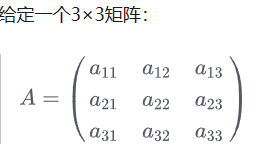 给定一个3×3矩阵：
a₁₁ a₁₂ a₁₃
A = ( a₂₁ a₂₂ a₂₃ )
a₃₁ a₃₂ a₃₃